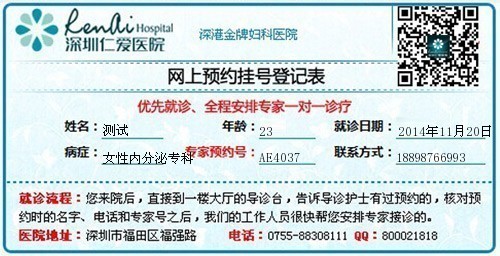 RenAi Hospital
深圳仁爱医院
深港金牌妇科医院
网上预约挂号登记表
优先就诊、全程安排专家一对一诊疗
姓名：测试 年龄：23 就诊日期：2014年11月20日
病症：女性内分泌专科 专家预约号：AE4037 联系方式：18898766993
就诊流程：您来院后，直接到一楼大厅的导诊台，告诉导诊护士有过预约的，核对预
约时的名字、电话和专家号之后，我们的工作人员很快帮您安排专家接诊的。
医院地址：深圳市福田区福强路 电话：0755-88308111 QQ：800021818